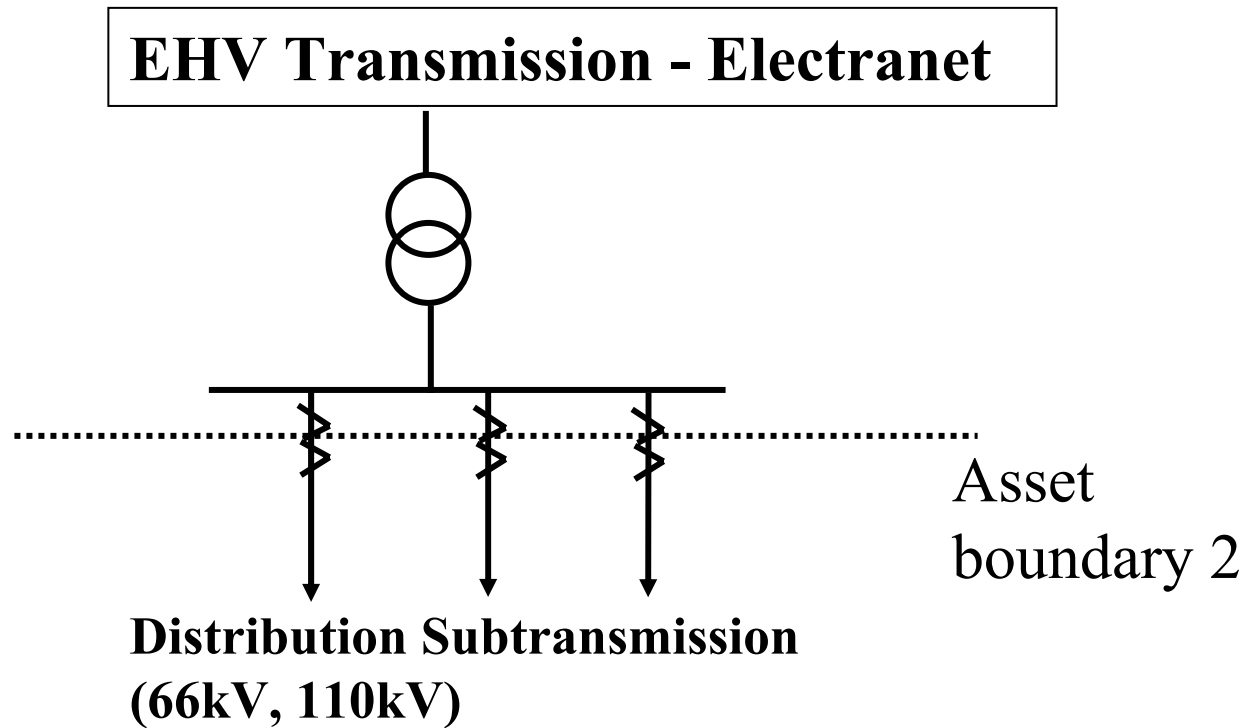 EHV Transmission - Electranet
Asset
boundary 2
Distribution Subtransmission
(66kV, 110kV)